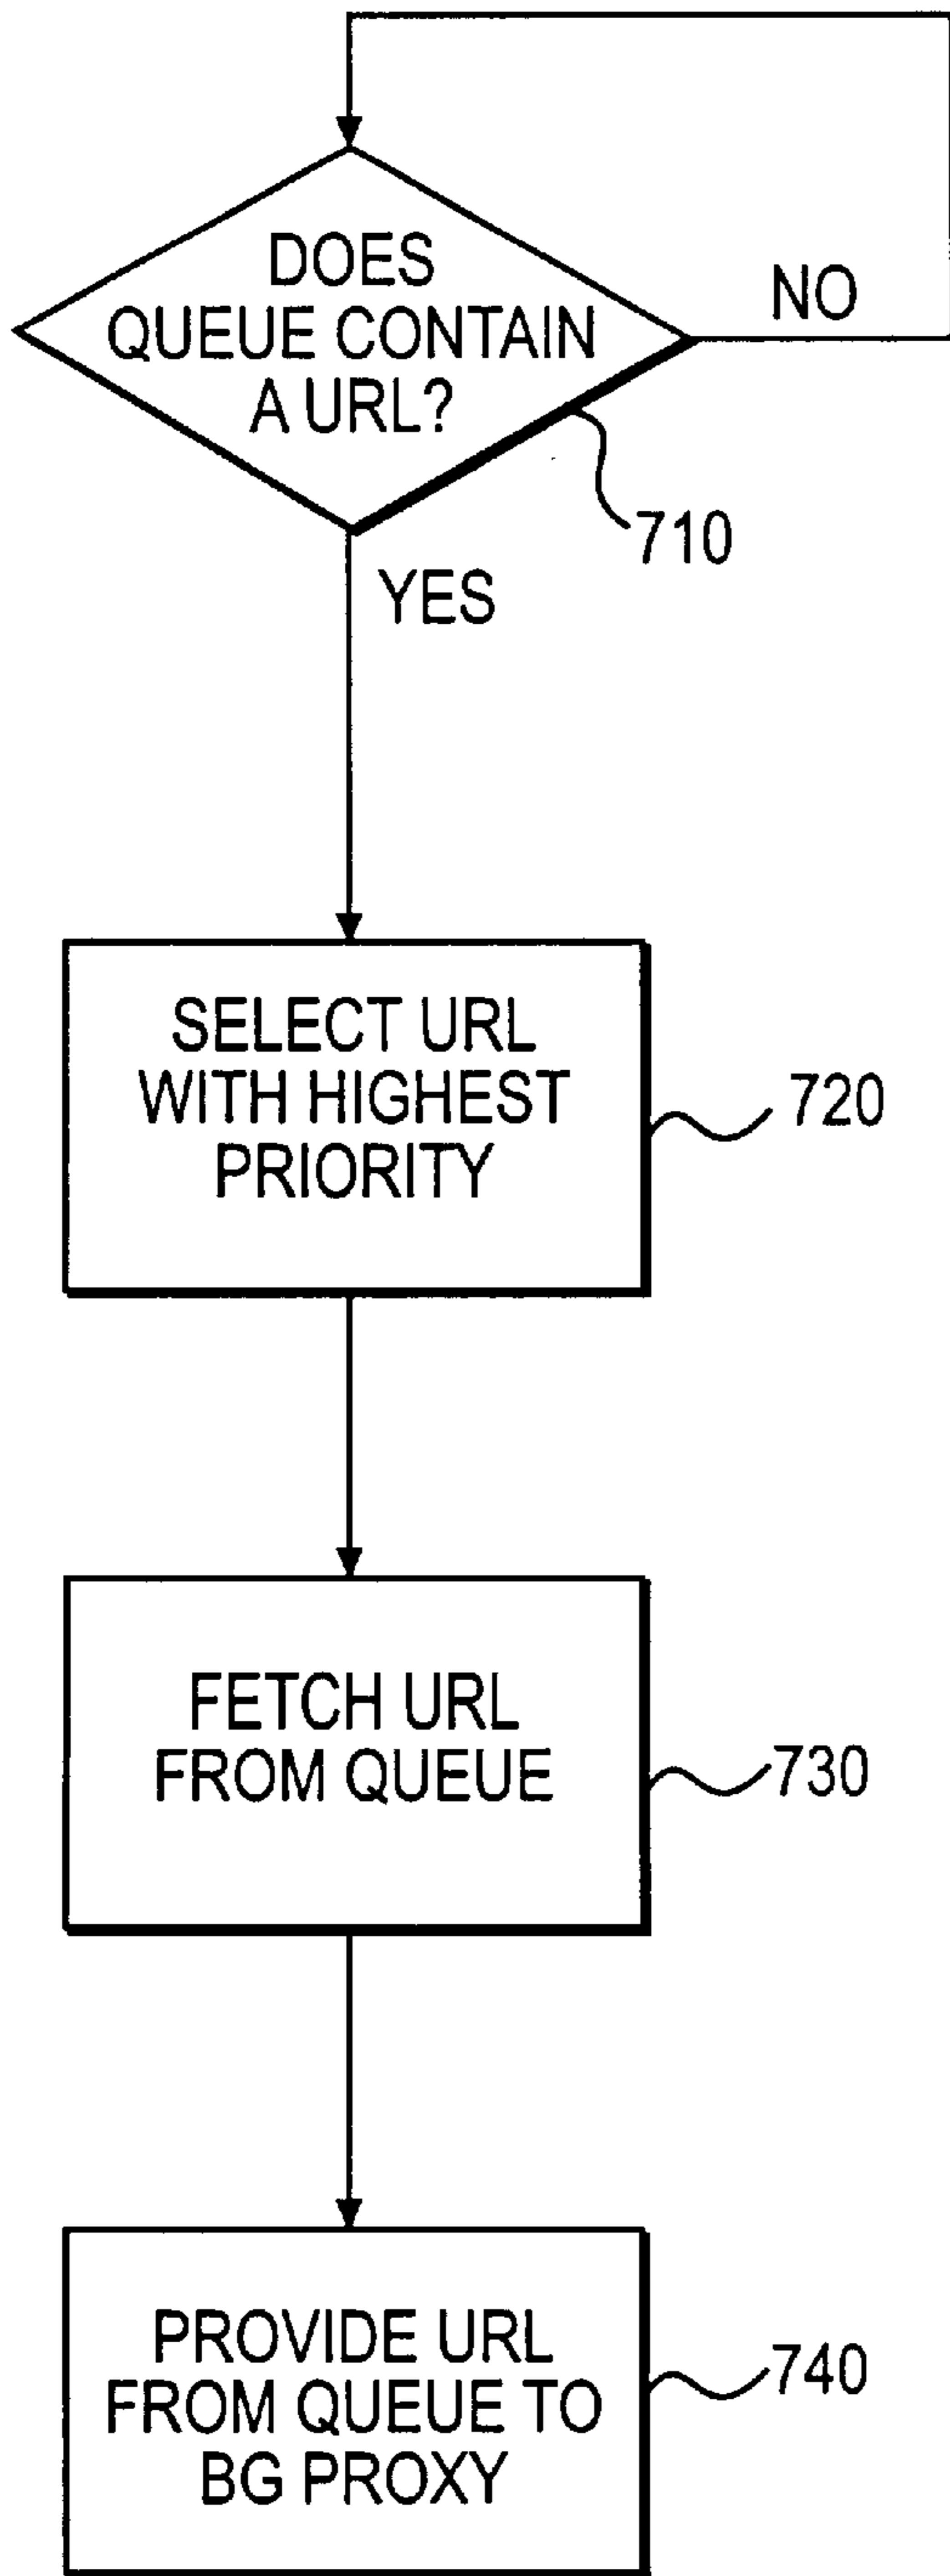 DOES
QUEUE CONTAIN
A URL?
NO
710
YES
SELECT URL
WITH HIGHEST
PRIORITY
720
FETCH URL
FROM QUEUE
730
PROVIDE URL
FROM QUEUE TO
BG PROXY
740